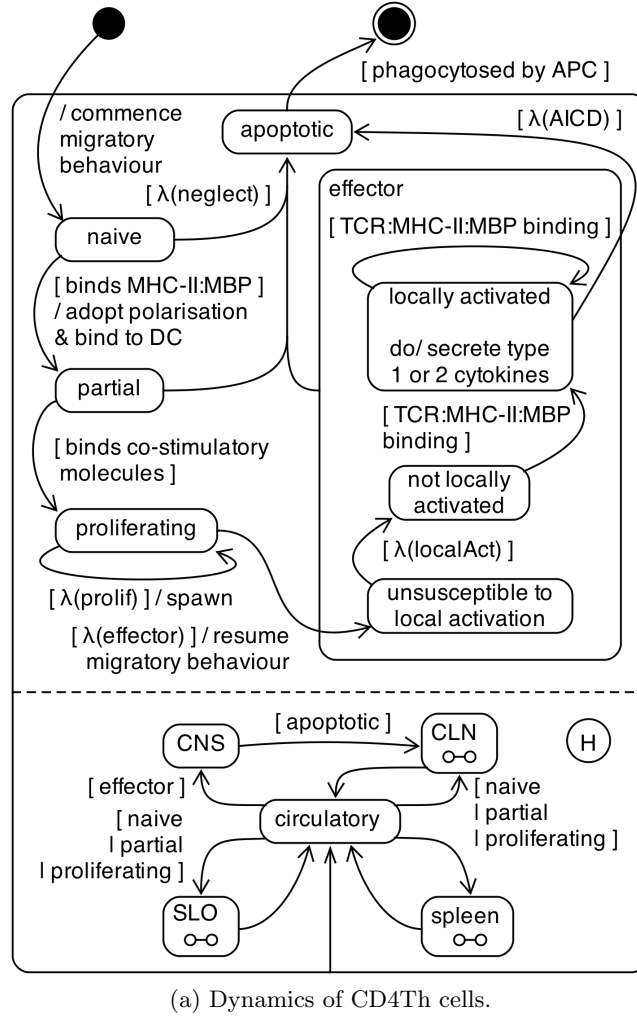 [ phagocytosed by APC ]
/ commence
migratory
behaviour
apoptotic
[ λ(AICD) ]
[ λ(neglect) ]
effector
naive
[ TCR:MHC-II:MBP binding ]
[ binds MHC-II:MBP ]
/ adopt polarisation
& bind to DC
locally activated
do/ secrete type
1 or 2 cytokines
partial
[ TCR:MHC-II:MBP
binding ]
[ binds co-stimulatory
molecules ]
not locally
activated
proliferating
[ λ(localAct) ]
[ λ(prolif) ] / spawn
unsusceptible to
local activation
[ λ(effector) ] / resume
migratory behaviour
[ apoptotic ]
CNS
CLN
H
[ effector ]
[ naive
| partial
| proliferating ]
circulatory
[ naive
| partial
| proliferating ]
SLO
spleen
(a) Dynamics of CD4Th cells.